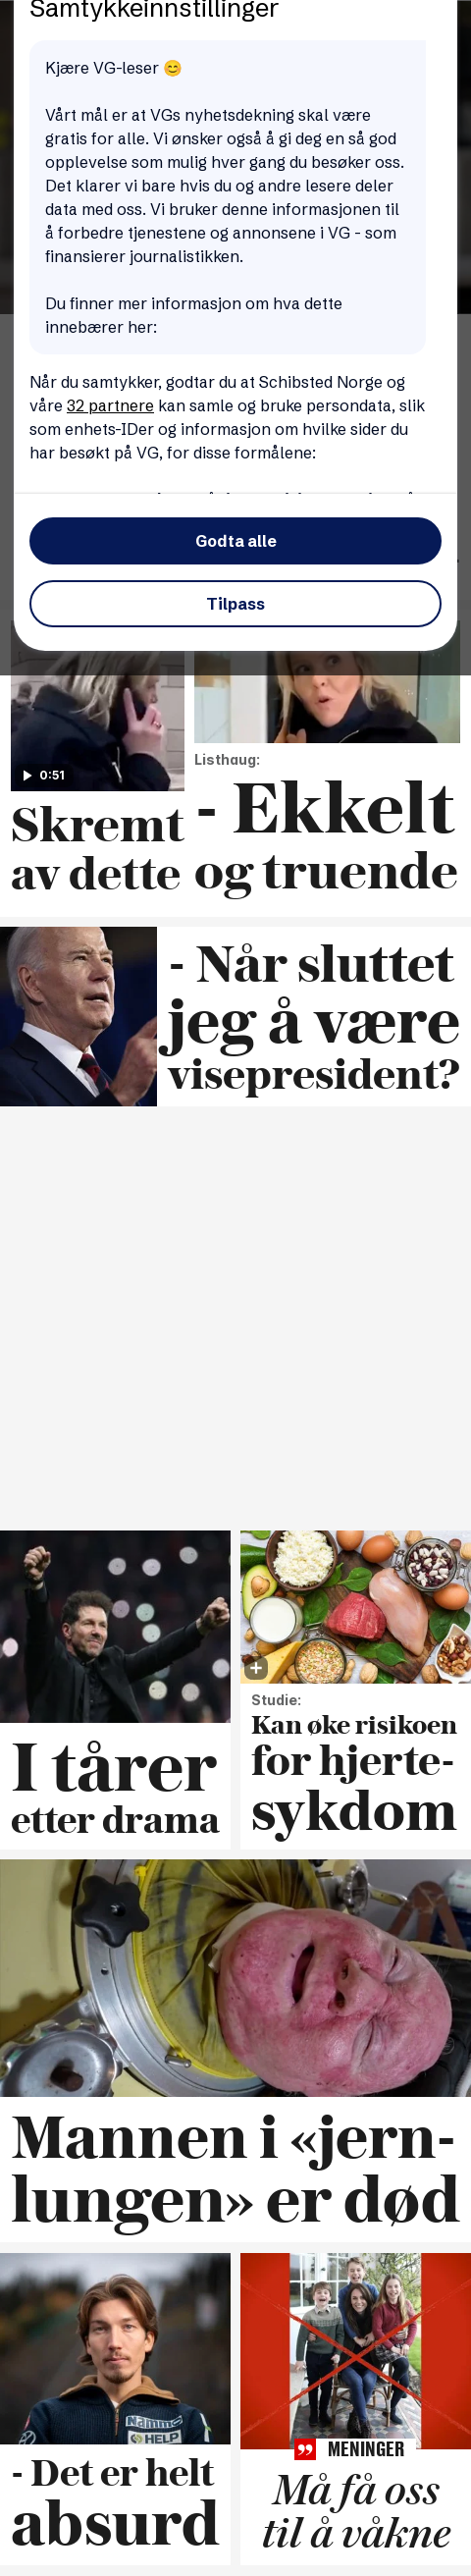 Samtykkeinnstillinger
Kjære VG-leser 😊
Vårt mål er at VGs nyhetsdekning skal være
gratis for alle. Vi ønsker også å gi deg en så god
opplevelse som mulig hver gang du besøker oss.
Det klarer vi bare hvis du og andre lesere deler
data med oss. Vi bruker denne informasjonen til
å forbedre tjenestene og annonsene i VG - som
finansierer journalistikken.
Du finner mer informasjon om hva dette
innebærer her:
Når du samtykker, godtar du at Schibsted Norge og
våre 32 partnere kan samle og bruke persondata, slik
som enhets-IDer og informasjon om hvilke sider du
har besøkt på VG, for disse formålene:
Godta alle
Tilpass
0:51
Skremt
av dette
Listhaug:
- Ekkelt
og truende
- Når sluttet
jeg å være
visepresident?
I tårer
etter drama
Studie:
Kan øke risikoen
for hjerte-
sykdom
Mannen i «jern-
lungen» er død
Nammo
HELP
- Det er helt
absurd
MENINGER
Må få oss
til å våkne